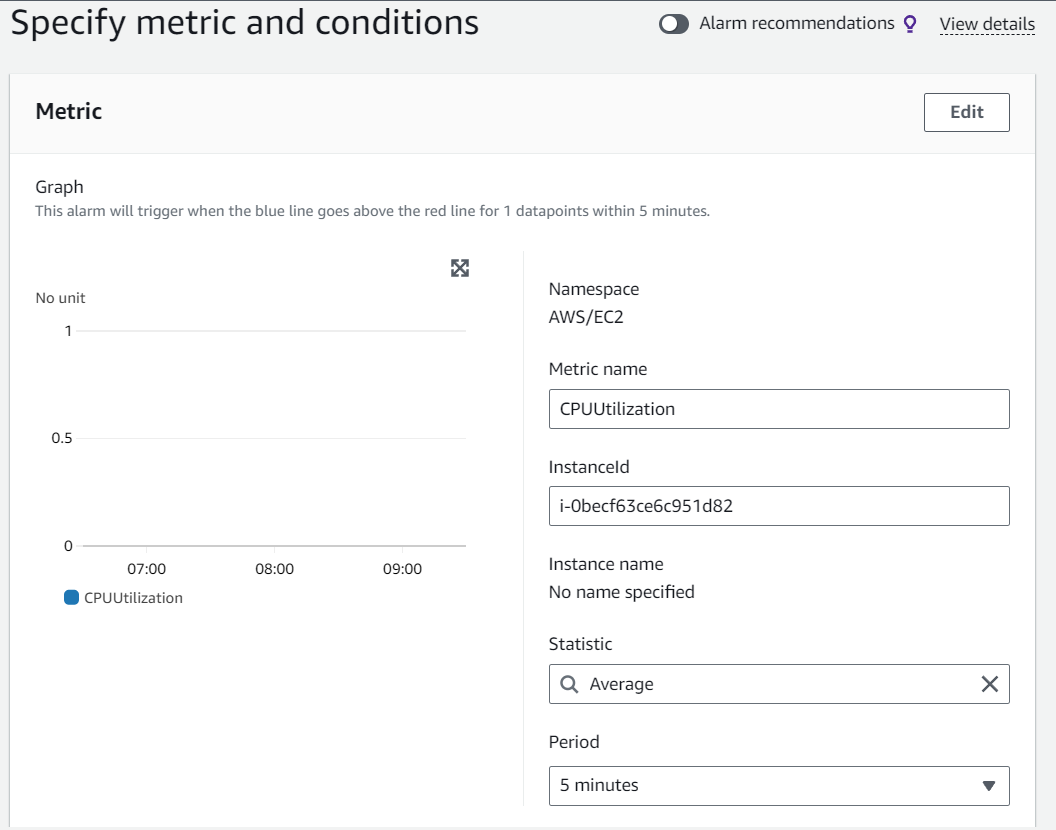 Specify metric and conditions
Alarm recommendations
View details
Metric
Edit
Graph
This alarm will trigger when the blue line goes above the red line for 1 datapoints within 5 minutes.
No unit
1
0.5
0
07:00 08:00 09:00
CPUUtilization
Namespace
AWS/EC2
Metric name
CPUUtilization
InstanceId
i-0becf63ce6c951d82
Instance name
No name specified
Statistic
Average
Period
5 minutes